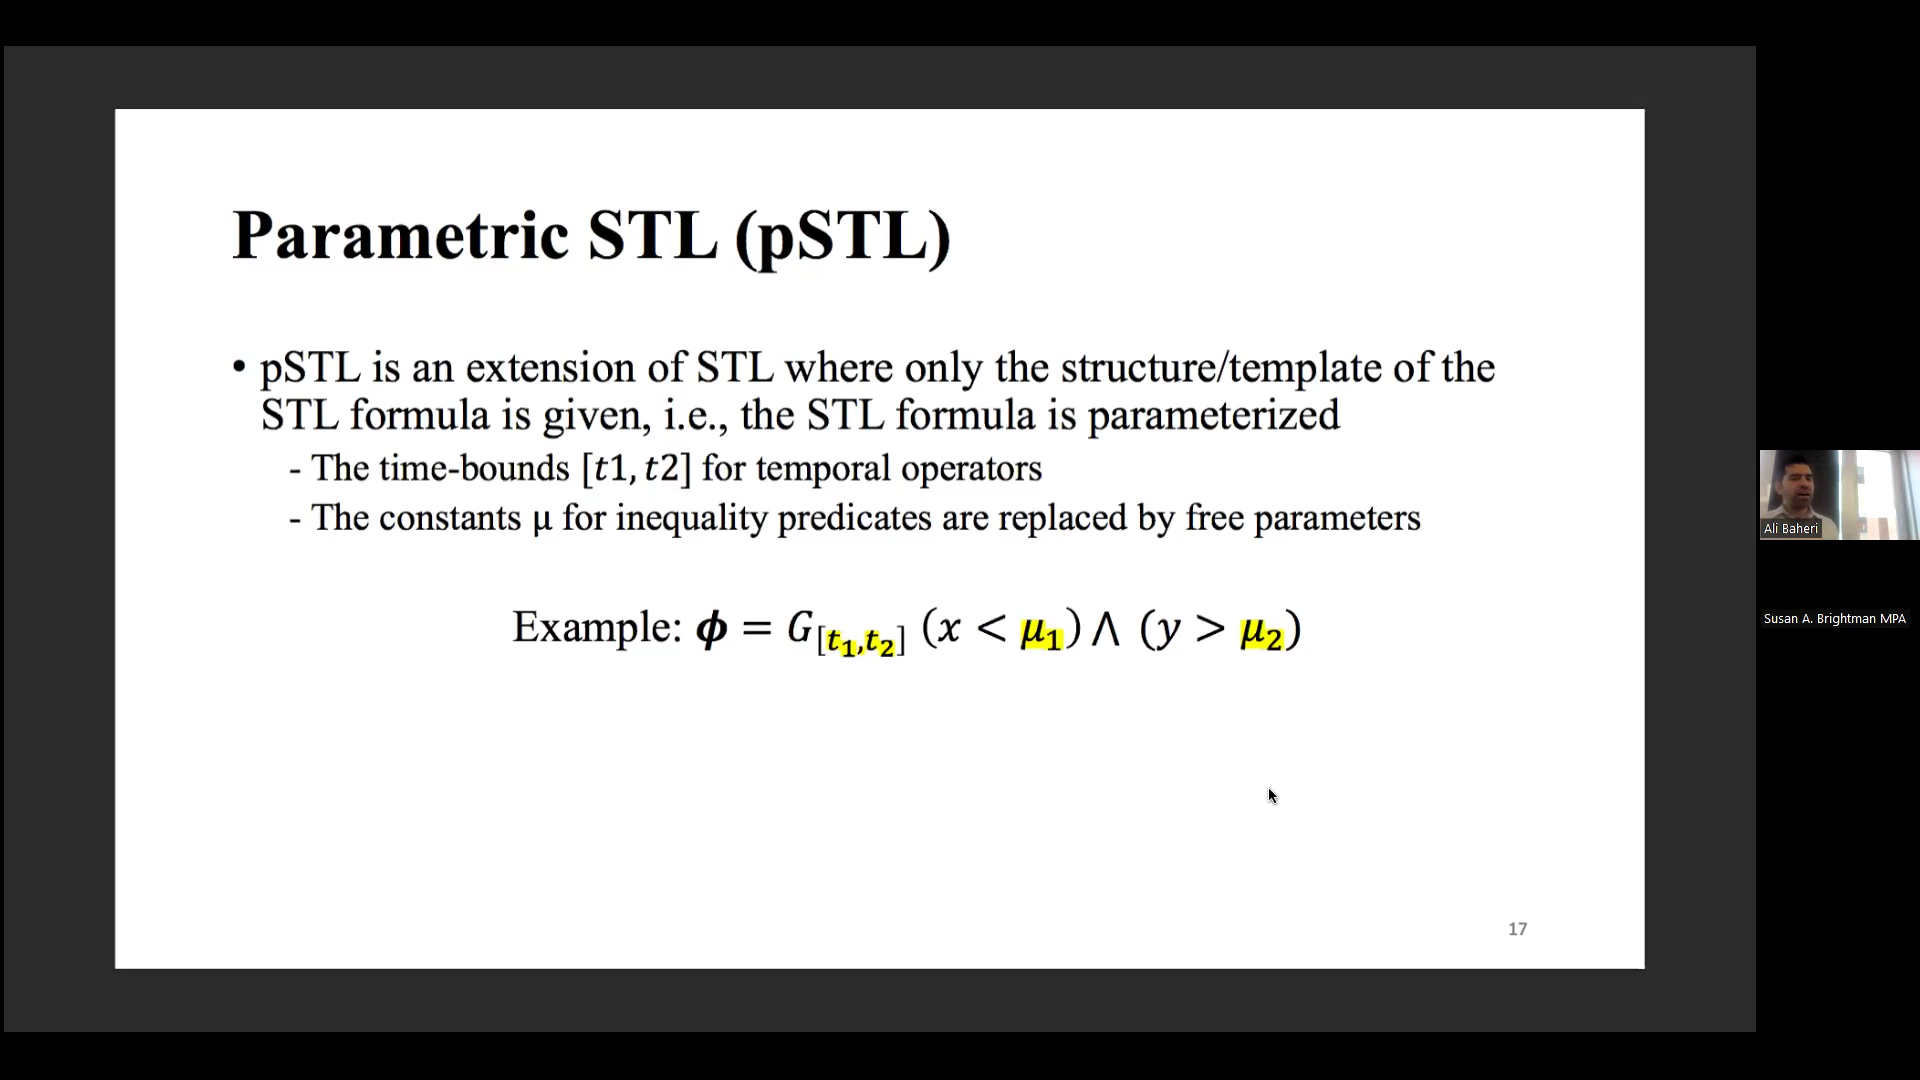 Parametric STL (pSTL)
• pSTL is an extension of STL where only the structure/template of the
STL formula is given, i.e., the STL formula is parameterized
- The time-bounds [t1, t2] for temporal operators
- The constants μ for inequality predicates are replaced by free parameters
Example: ϕ = G[t₁,t₂] (x < μ₁) ∧ (y > μ₂)
17
Ali Baheri
Susan A. Brightman MPA